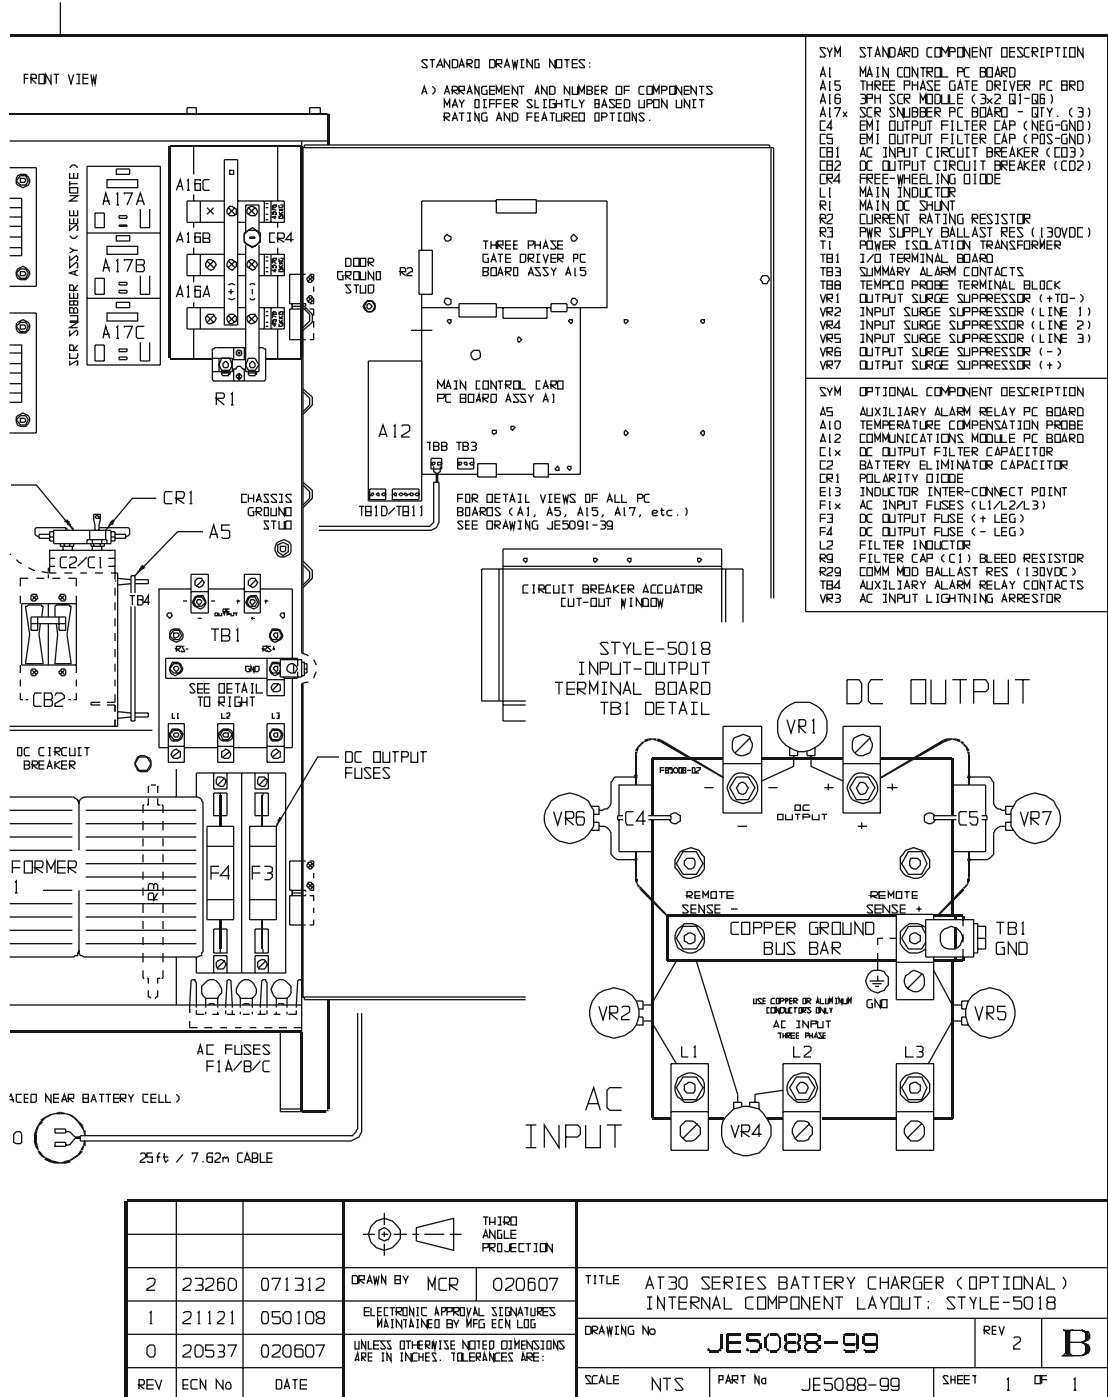 FRONT VIEW
STANDARD DRAWING NOTES:
A) ARRANGEMENT AND NUMBER OF COMPONENTS
MAY DIFFER SLIGHTLY BASED UPON UNIT
RATING AND FEATURED OPTIONS.
SYM STANDARD COMPONENT DESCRIPTION
A1 MAIN CONTROL PC BOARD
A15 THREE PHASE GATE DRIVER PC BRD
A16 3PH SCR MODULE (3x2 Q1-Q6)
A17x SCR SNUBBER PC BOARD - QTY. (3)
C4 EMI OUTPUT FILTER CAP (NEG-GND)
C5 EMI OUTPUT FILTER CAP (POS-GND)
CB1 AC INPUT CIRCUIT BREAKER (CD3)
CB2 DC OUTPUT CIRCUIT BREAKER (CD2)
CR4 FREE-WHEELING DIODE
L1 MAIN INDUCTOR
R1 MAIN DC SHUNT
R2 CURRENT RATING RESISTOR
R3 PWR SUPPLY BALLAST RES (130VDC)
T1 POWER ISOLATION TRANSFORMER
TB1 I/O TERMINAL BOARD
TB3 SUMMARY ALARM CONTACTS
TB8 TEMPCO PROBE TERMINAL BLOCK
VR1 OUTPUT SURGE SUPPRESSOR (+TO-)
VR2 INPUT SURGE SUPPRESSOR (LINE 1)
VR4 INPUT SURGE SUPPRESSOR (LINE 2)
VR5 INPUT SURGE SUPPRESSOR (LINE 3)
VR6 OUTPUT SURGE SUPPRESSOR (-)
VR7 OUTPUT SURGE SUPPRESSOR (+)
SYM OPTIONAL COMPONENT DESCRIPTION
A5 AUXILIARY ALARM RELAY PC BOARD
A10 TEMPERATURE COMPENSATION PROBE
A12 COMMUNICATIONS MODULE PC BOARD
C1x DC OUTPUT FILTER CAPACITOR
C2 BATTERY ELIMINATOR CAPACITOR
CR1 POLARITY DIODE
E13 INDUCTOR INTER-CONNECT POINT
F1x AC INPUT FUSES (L1/L2/L3)
F3 DC OUTPUT FUSE (+ LEG)
F4 DC OUTPUT FUSE (- LEG)
L2 FILTER INDUCTOR
R9 FILTER CAP (C1) BLEED RESISTOR
R29 COMM MOD BALLAST RES (130VDC)
TB4 AUXILIARY ALARM RELAY CONTACTS
VR3 AC INPUT LIGHTNING ARRESTOR
SCR SNUBBER ASSY (SEE NOTE)
A17A
A17B
A17C
A16C
A16B
A16A
CR4
(+)
(-)
R1
DOOR
GROUND
STUD
R2
THREE PHASE
GATE DRIVER PC
BOARD ASSY A15
MAIN CONTROL CARD
PC BOARD ASSY A1
A12
TB8 TB3
TB10/TB11
FOR DETAIL VIEWS OF ALL PC
BOARDS (A1, A5, A15, A17, etc.)
SEE DRAWING JE5091-39
CR1
A5
CHASSIS
GROUND
STUD
C2/C1
TB4
CB2
DC CIRCUIT
BREAKER
- - + +
DC
OUTPUT
TB1
RS- RS+
GND
SEE DETAIL
TO RIGHT
L1 L2 L3
CIRCUIT BREAKER ACCUATOR
CUT-OUT WINDOW
STYLE-5018
INPUT-OUTPUT
TERMINAL BOARD
TB1 DETAIL
DC OUTPUT
FUSES
FORMER
1
R3
F4
F3
AC FUSES
F1A/B/C
ACED NEAR BATTERY CELL)
0
25ft / 7.62m CABLE
DC OUTPUT
VR1
FB5008-07
- - + +
DC
OUTPUT
- +
VR6
C4
C5
VR7
REMOTE
SENSE -
REMOTE
SENSE +
COPPER GROUND
BUS BAR
TB1
GND
GND
VR2
VR5
USE COPPER OR ALUMINUM
CONDUCTORS ONLY
AC INPUT
THREE PHASE
L1 L2 L3
AC
INPUT
VR4
THIRD
ANGLE
PROJECTION
2 23260 071312
1 21121 050108
0 20537 020607
REV ECN No DATE
DRAWN BY MCR 020607
ELECTRONIC APPROVAL SIGNATURES
MAINTAINED BY MFG ECN LOG
UNLESS OTHERWISE NOTED DIMENSIONS
ARE IN INCHES. TOLERANCES ARE:
TITLE AT30 SERIES BATTERY CHARGER (OPTIONAL)
INTERNAL COMPONENT LAYOUT: STYLE-5018
DRAWING No JE5088-99
REV 2
B
SCALE NTS
PART No JE5088-99
SHEET 1 OF 1